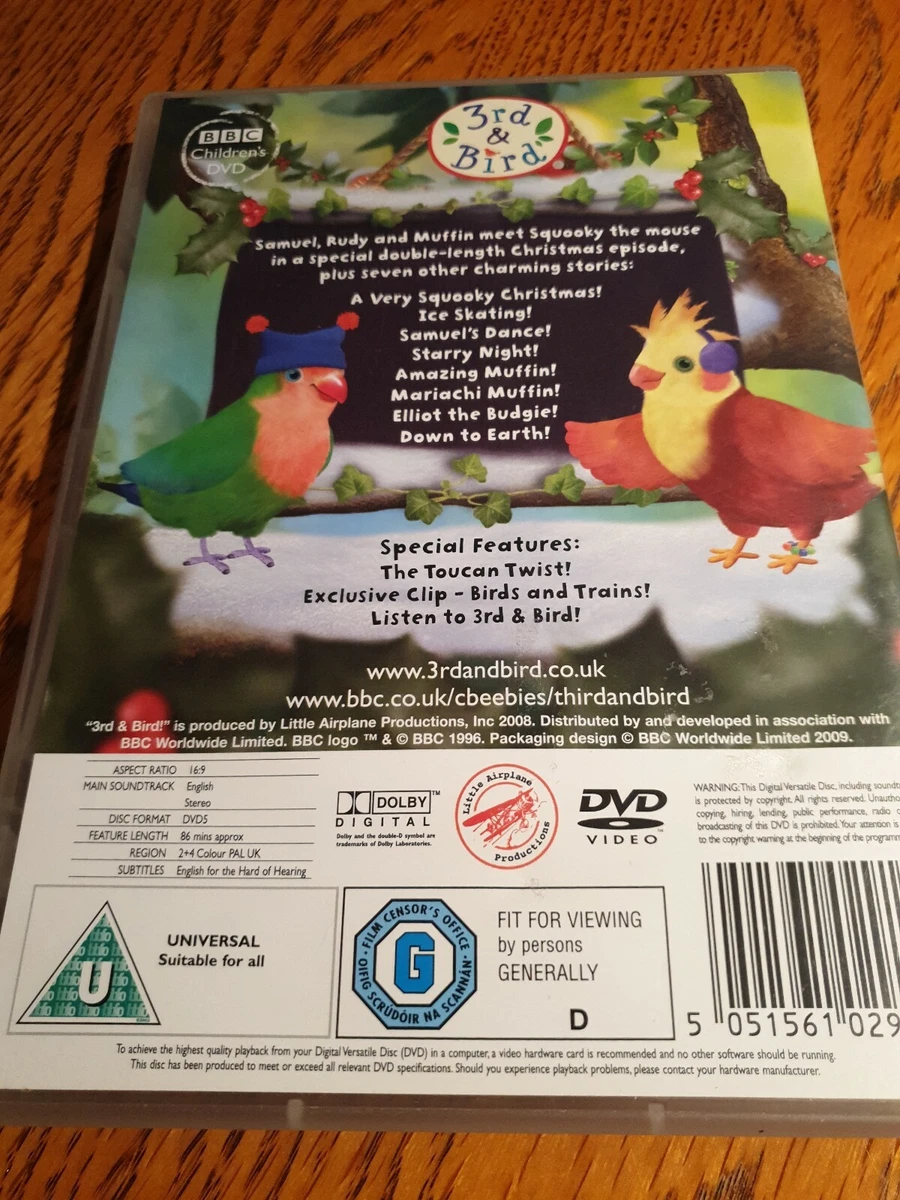 BBC
Children's
DVD
3rd
&
Bird
Samuel, Rudy and Muffin meet Squooky the mouse
in a special double-length Christmas episode,
plus seven other charming stories:
A Very Squooky Christmas!
Ice Skating!
Samuel's Dance!
Starry Night!
Amazing Muffin!
Mariachi Muffin!
Elliot the Budgie!
Down to Earth!
Special Features:
The Toucan Twist!
Exclusive Clip - Birds and Trains!
Listen to 3rd & Bird!
www.3rdandbird.co.uk
www.bbc.co.uk/cbeebies/thirdandbird
"3rd & Bird!" is produced by Little Airplane Productions, Inc 2008. Distributed by and developed in association with
BBC Worldwide Limited. BBC logo ™ & © BBC 1996. Packaging design © BBC Worldwide Limited 2009.
ASPECT RATIO 16:9
MAIN SOUNDTRACK English
Stereo
DISC FORMAT DVD5
FEATURE LENGTH 86 mins approx
REGION 2+4 Colour PAL UK
SUBTITLES English for the Hard of Hearing
DOLBY™
DIGITAL
Dolby and the double-D symbol are
trademarks of Dolby Laboratories.
Little Airplane
Productions
DVD
VIDEO™
WARNING: This Digital Versatile Disc, including
is protected by copyright. All rights reserved.
copying, hiring, lending, public performance, radio
broadcasting of this DVD is prohibited. Your attention is
to the copyright warning at the beginning of the
U
UNIVERSAL
Suitable for all
FILM CENSOR'S OFFICE
G
OIFIG SCRÚDÓIR NA SCANNÁN
FIT FOR VIEWING
by persons
GENERALLY
D
5 051561 029
To achieve the highest quality playback from your Digital Versatile Disc (DVD) in a computer, a video hardware card is recommended and no other software should be running.
This disc has been produced to meet or exceed all relevant DVD specifications. Should you experience playback problems, please contact your hardware manufacturer.